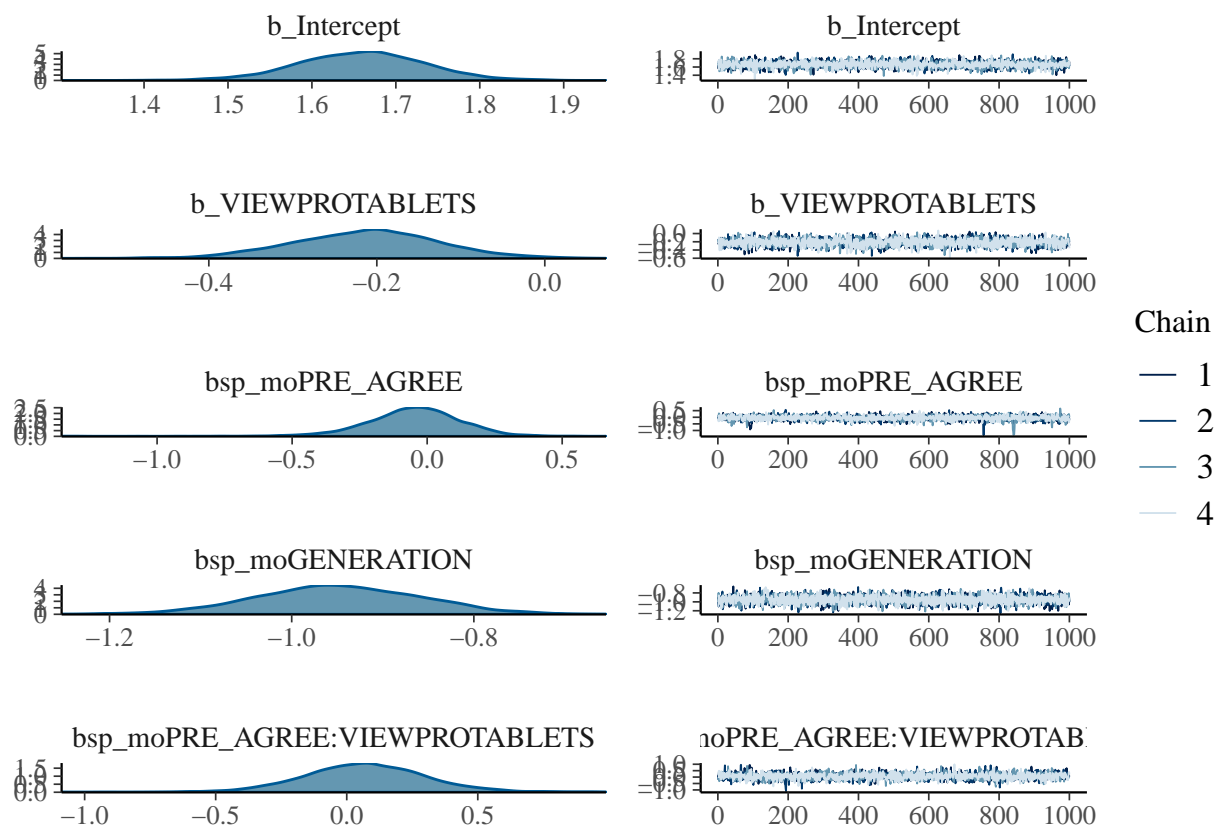 b_Intercept b_Intercept
1.4 1.5 1.6 1.7 1.8 1.9 0 200 400 600 800 1000
b_VIEWPROTABLETS b_VIEWPROTABLETS
−0.4 −0.2 0.0 0 200 400 600 800 1000
bsp_moPRE_AGREE bsp_moPRE_AGREE
−1.0 −0.5 0.0 0.5 0 200 400 600 800 1000
bsp_moGENERATION bsp_moGENERATION
−1.2 −1.0 −0.8 0 200 400 600 800 1000
bsp_moPRE_AGREE:VIEWPROTABLETS moPRE_AGREE:VIEWPROTAB
−1.0 −0.5 0.0 0.5 0 200 400 600 800 1000
Chain
1
2
3
4